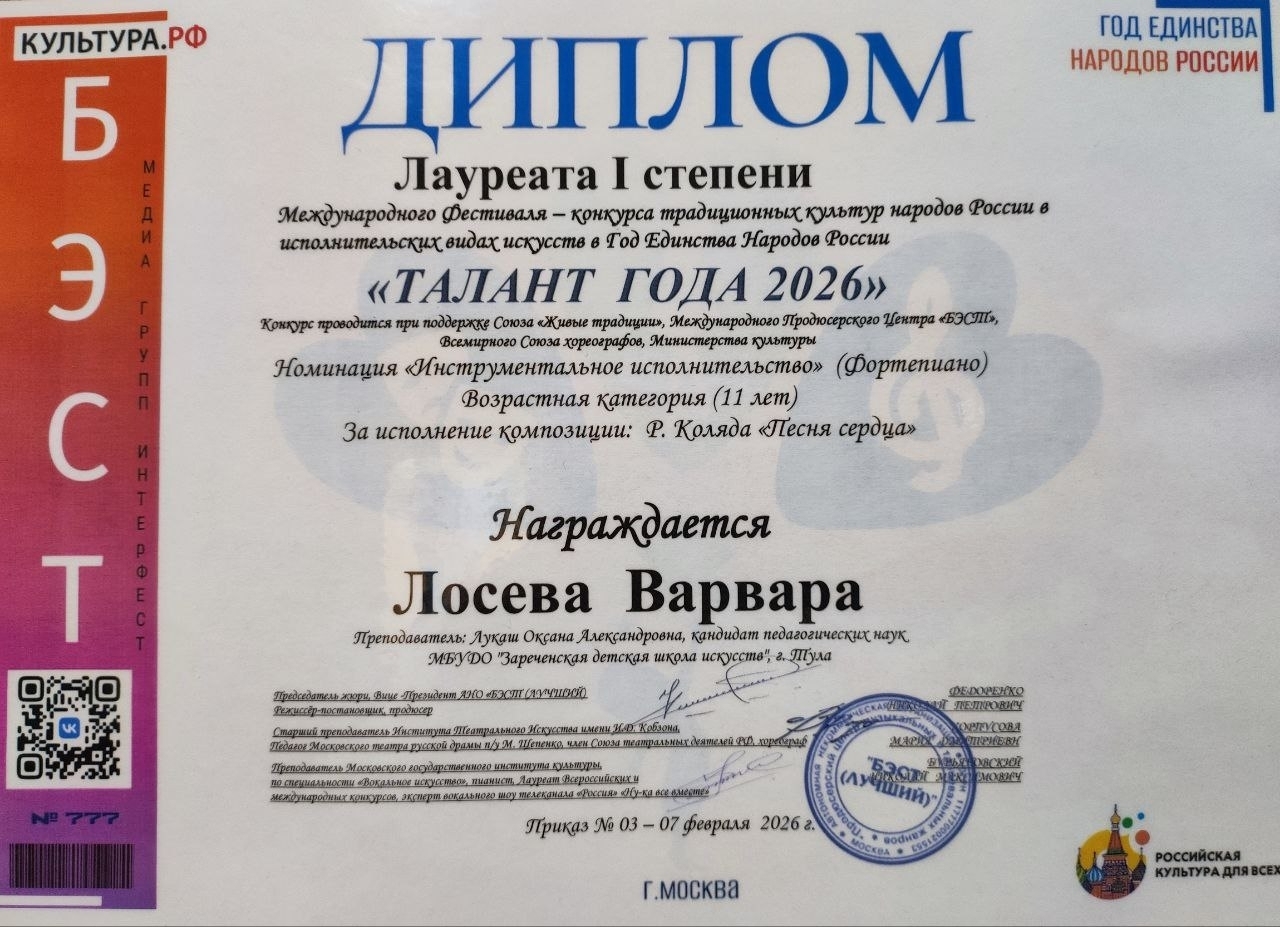 КУЛЬТУРА.РФ
БЭСТ
МЕДИА ГРУПП ИНТЕРФЕСТ
№ 777
ГОД ЕДИНСТВА
НАРОДОВ РОССИИ
ДИПЛОМ
Лауреата I степени
Международного Фестиваля – конкурса традиционных культур народов России в
исполнительских видах искусств в Год Единства Народов России
«ТАЛАНТ ГОДА 2026»
Конкурс проводится при поддержке Союза «Живые традиции», Международного Продюсерского Центра «БЭСТ»,
Всемирного Союза хореографов, Министерства культуры
Номинация «Инструментальное исполнительство» (Фортепиано)
Возрастная категория (11 лет)
За исполнение композиции: Р. Коляда «Песня сердца»
Награждается
Лосева Варвара
Преподаватель: Лукаш Оксана Александровна, кандидат педагогических наук
МБУДО "Зареченская детская школа искусств", г. Тула
Председатель жюри, Вице -Президент АНО «БЭСТ (ЛУЧШИЙ)
Режиссёр-постановщик, продюсер
ФЕДОРЕНКО
НИКОЛАЙ ПЕТРОВИЧ
Старший преподаватель Института Театрального Искусства имени И.Д. Кобзона,
Педагог Московского театра русской драмы п/у М. Щепенко, член Союза театральных деятелей РФ, хореограф
МАРИЯ
Преподаватель Московского государственного института культуры,
по специальности «Вокальное искусство», пианист, Лауреат Всероссийских и
международных конкурсов, эксперт вокального шоу телеканала «Россия» «Ну-ка все вместе»
НИКОЛАЙ МАКСИМОВИЧ
"БЭСТ
(ЛУЧШИЙ)"
МОСКВА
Приказ № 03 – 07 февраля 2026 г.
г.МОСКВА
РОССИЙСКАЯ
КУЛЬТУРА ДЛЯ ВСЕХ